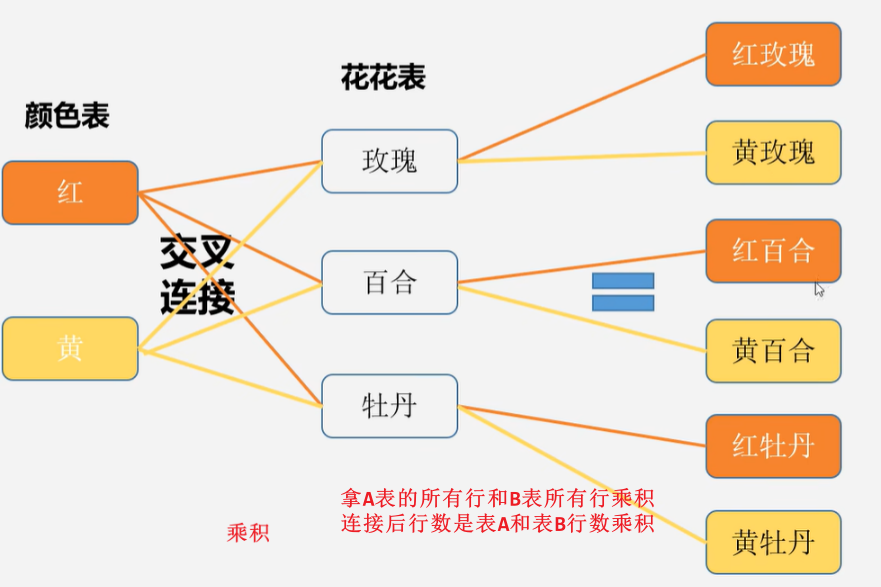 颜色表
红
黄
交叉
连接
花花表
玫瑰
百合
牡丹
红玫瑰
黄玫瑰
红百合
黄百合
红牡丹
黄牡丹
乘积
拿A表的所有行和B表所有行乘积
连接后行数是表A和表B行数乘积